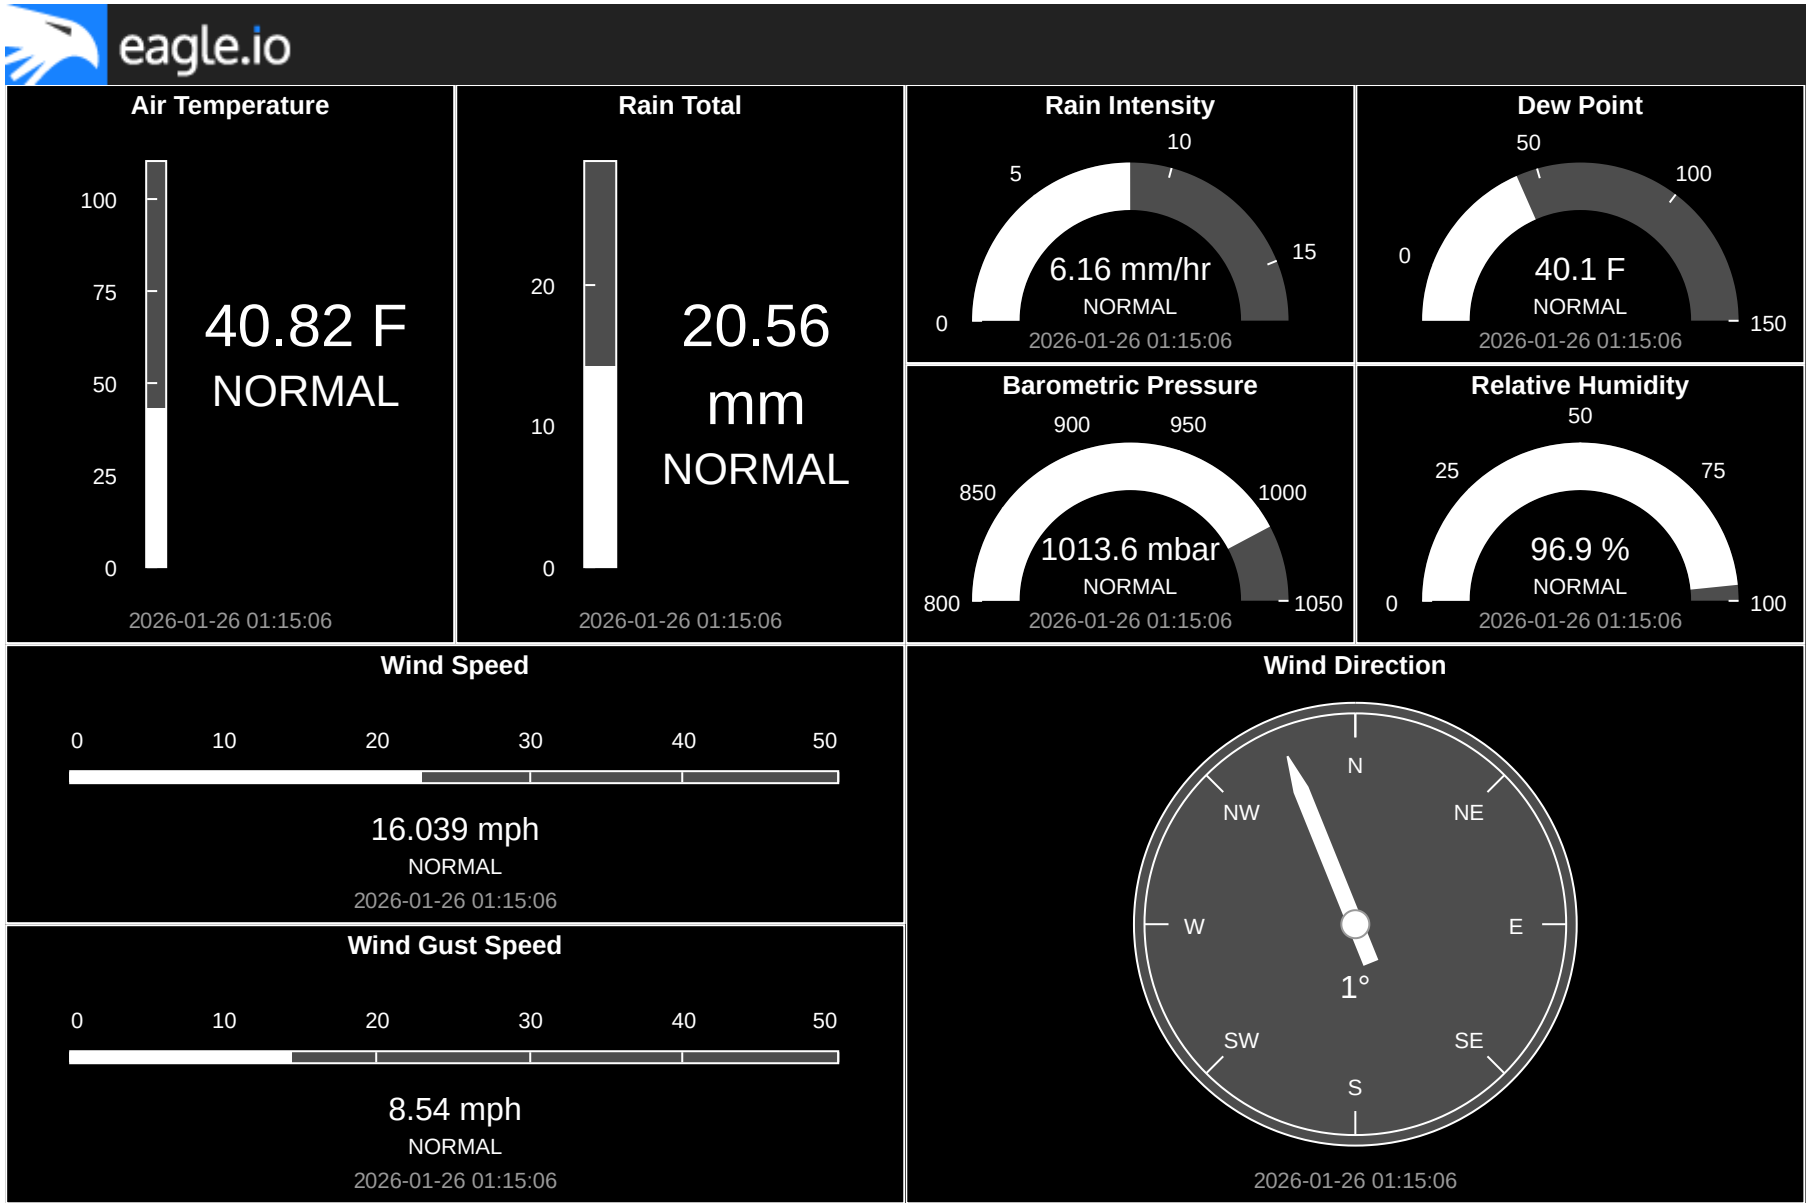 eagle.io
Air Temperature
100
75
50
25
0
40.82 F
NORMAL
2026-01-26 01:15:06
Rain Total
20
10
0
20.56
mm
NORMAL
2026-01-26 01:15:06
Rain Intensity
0
5
10
15
6.16 mm/hr
NORMAL
2026-01-26 01:15:06
Dew Point
0
50
100
150
40.1 F
NORMAL
2026-01-26 01:15:06
Barometric Pressure
800
850
900
950
1000
1050
1013.6 mbar
NORMAL
2026-01-26 01:15:06
Relative Humidity
0
25
50
75
100
96.9 %
NORMAL
2026-01-26 01:15:06
Wind Speed
0 10 20 30 40 50
16.039 mph
NORMAL
2026-01-26 01:15:06
Wind Gust Speed
0 10 20 30 40 50
8.54 mph
NORMAL
2026-01-26 01:15:06
Wind Direction
N
NW NE
W E
1°
SW SE
S
2026-01-26 01:15:06